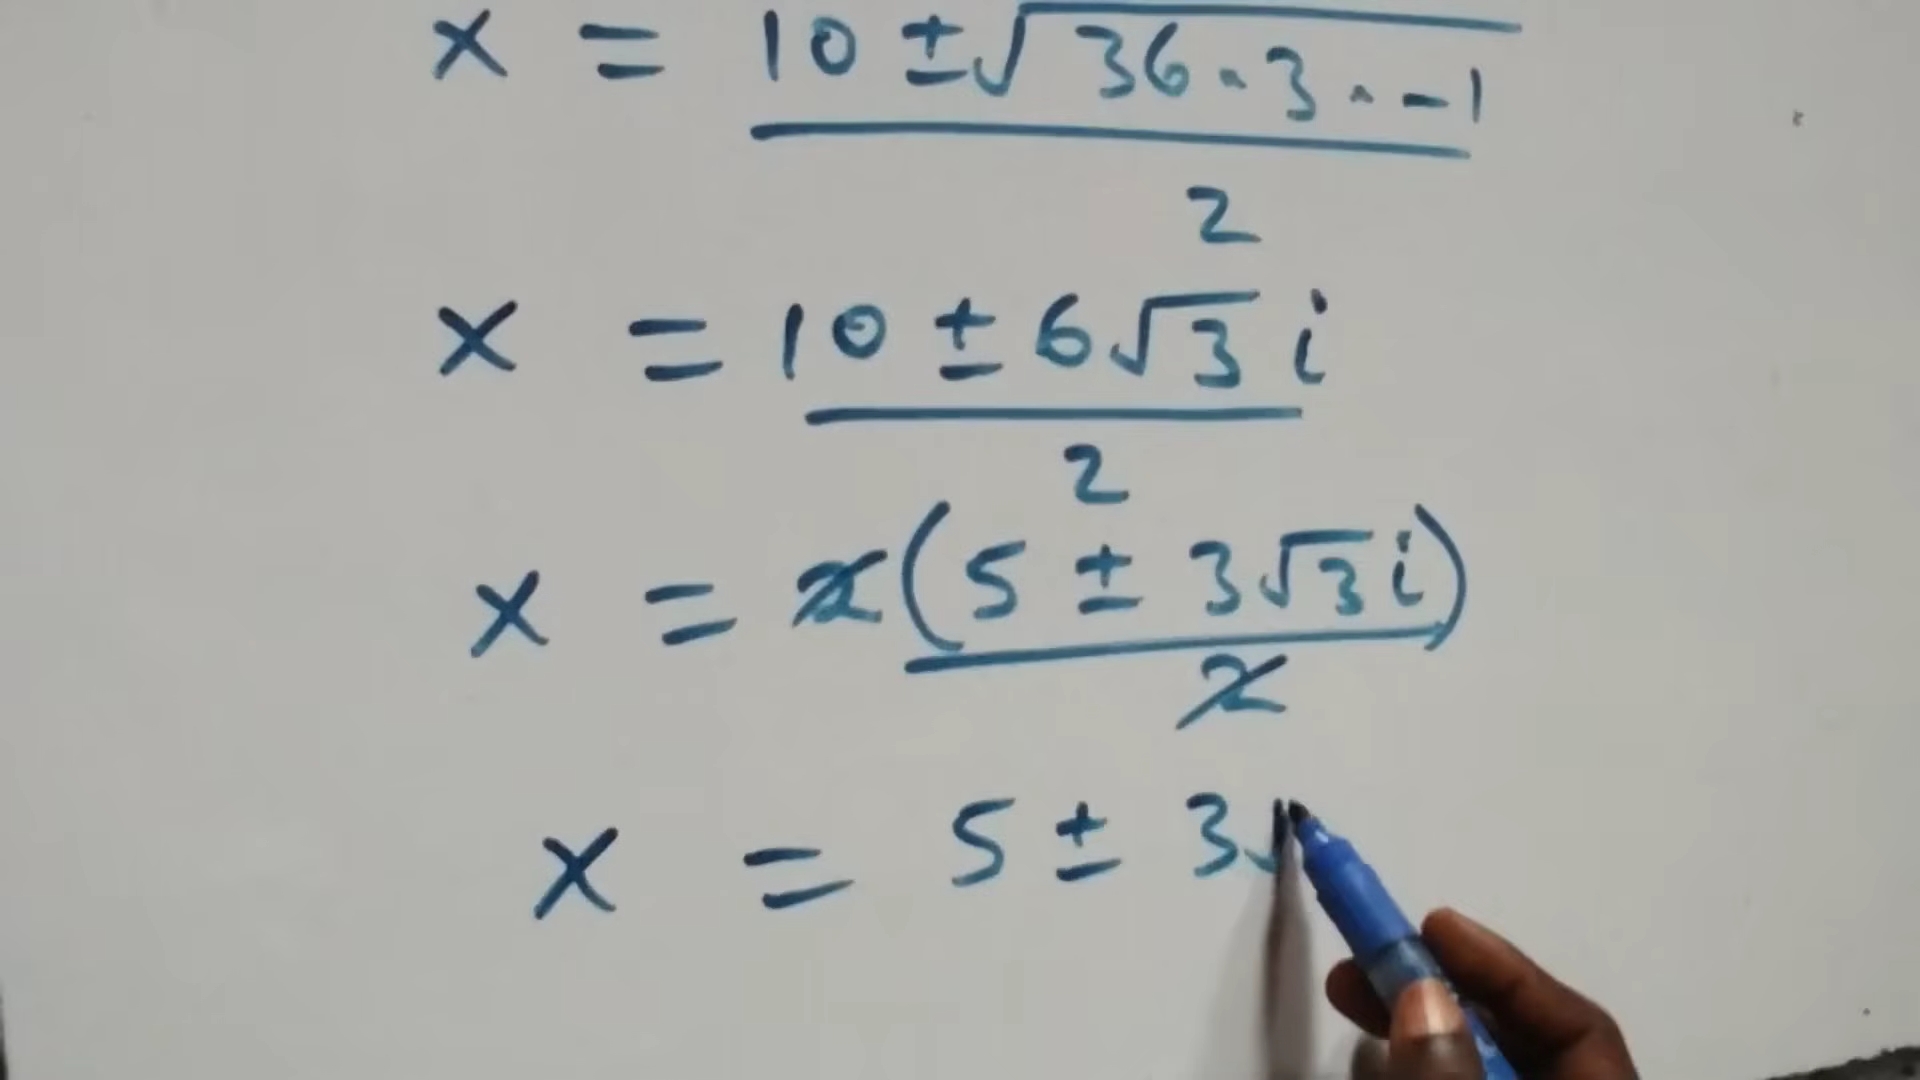 x = 10 ± √36 · 3 · -1
2
x = 10 ± 6√3 i
2
x = 2(5 ± 3√3 i)
2
x = 5 ± 3√